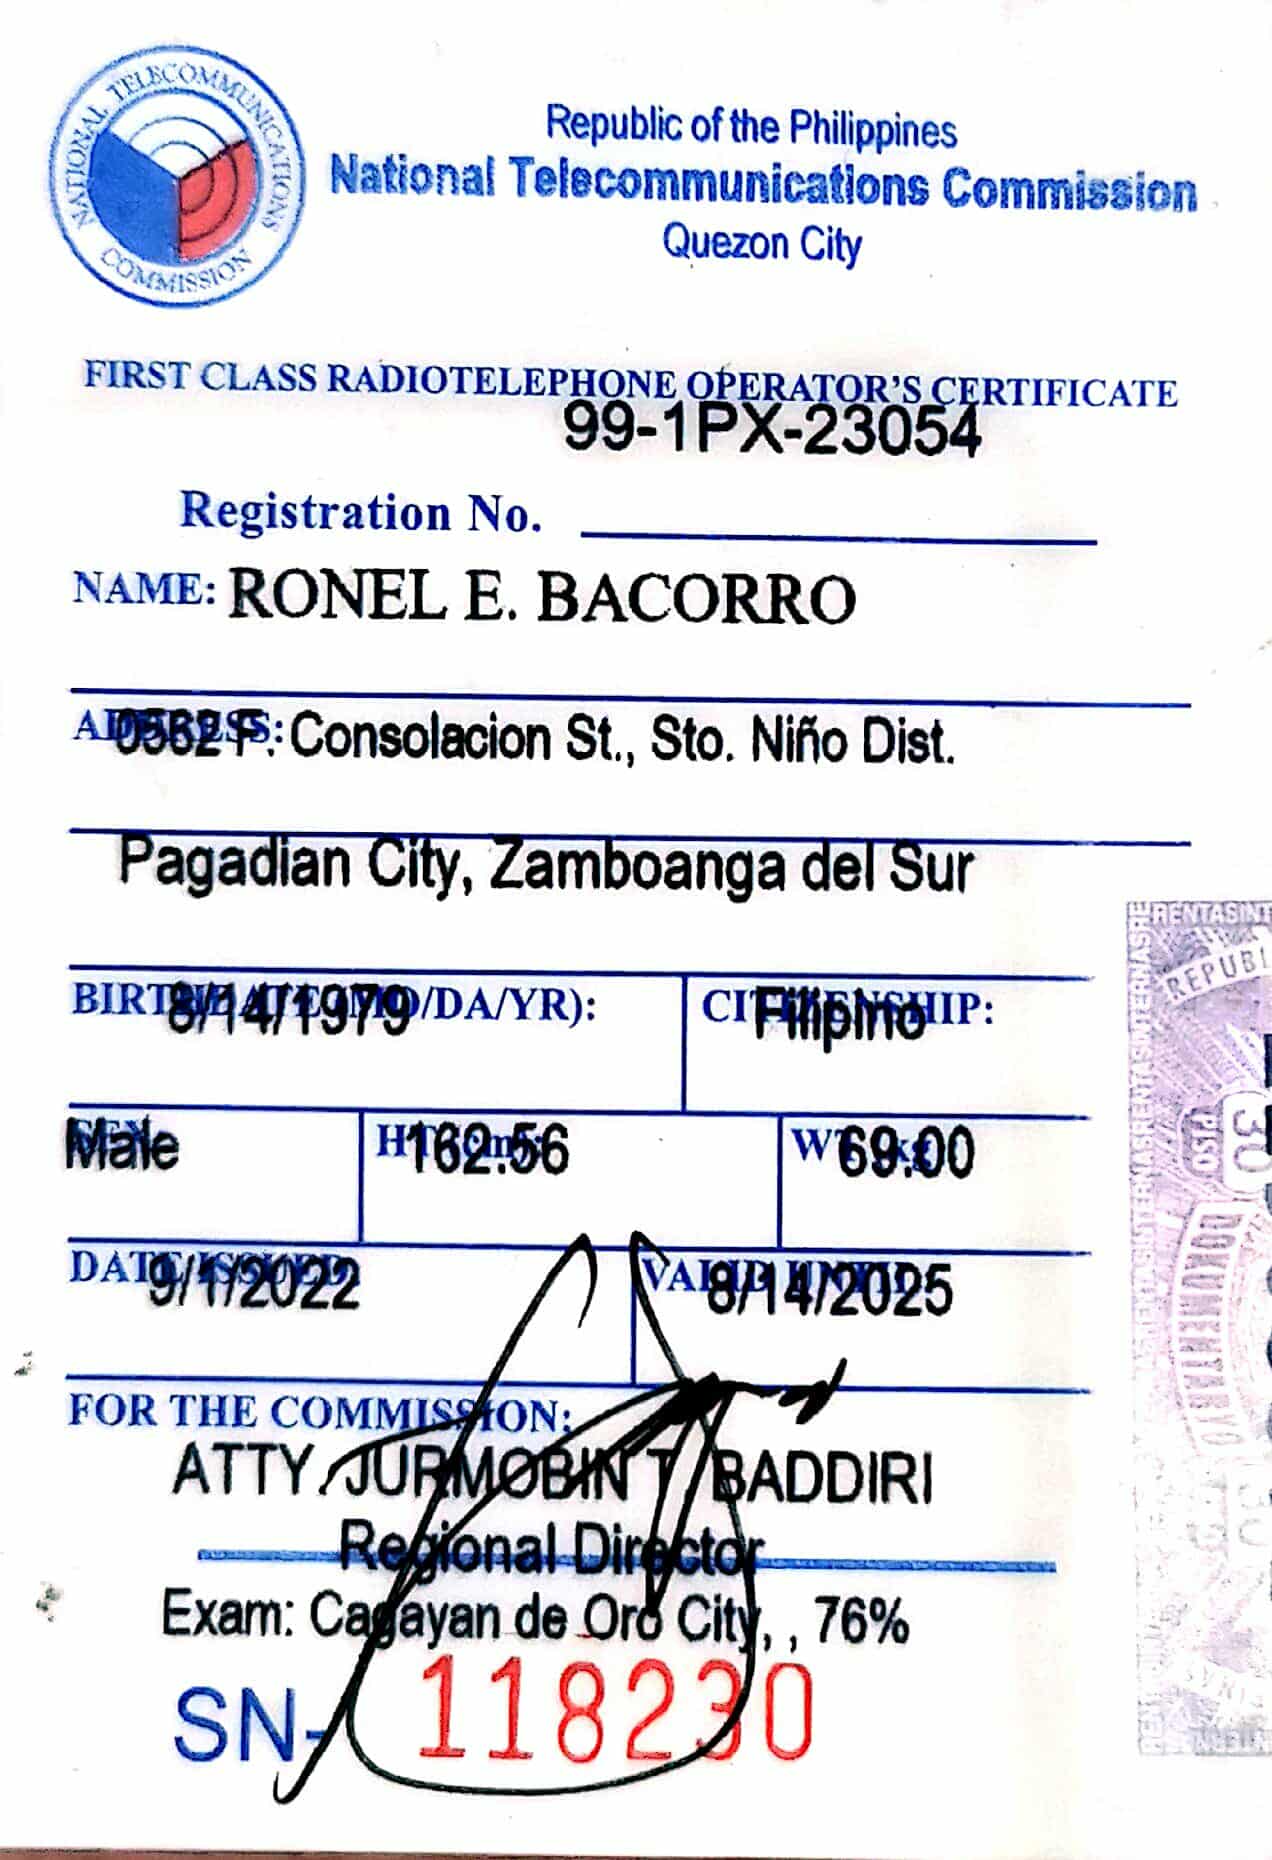 NATIONAL TELECOMMUNICATIONS COMMISSION
Republic of the Philippines
National Telecommunications Commission
Quezon City
FIRST CLASS RADIOTELEPHONE OPERATOR'S CERTIFICATE
99-1PX-23054
Registration No.
NAME: RONEL E. BACORRO
ADDRESS: 0562 F. Consolacion St., Sto. Niño Dist.
Pagadian City, Zamboanga del Sur
BIRTHDATE (MO/DA/YR): 8/14/1979 CITIZENSHIP: Filipino
SEX: Male HT (cm): 162.56 WT (kg): 69.00
DATE ISSUED: 9/1/2022 VALID UNTIL: 8/14/2025
FOR THE COMMISSION:
ATTY. JURMOBIN T. BADDIRI
Regional Director
Exam: Cagayan de Oro City, , 76%
SN- 118230
RENTASINT
REPUBL
30
PISO
DOKUMENTARYO